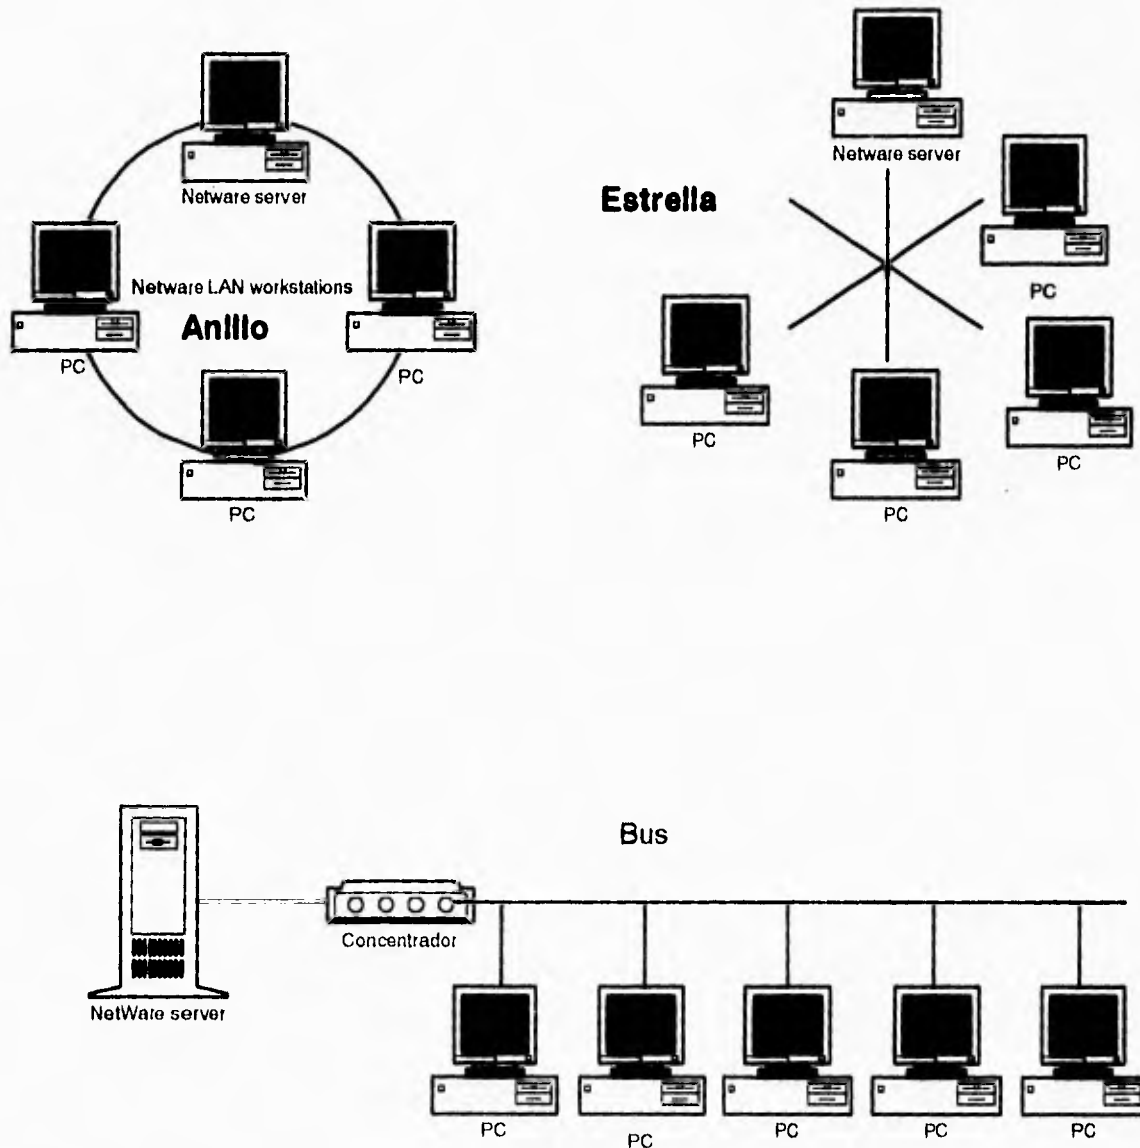 Netware server
Netware LAN workstations
Anillo
PC
PC
PC
Netware server
Estrella
PC
PC
PC
PC
Bus
Concentrador
NetWare server
PC
PC
PC
PC
PC